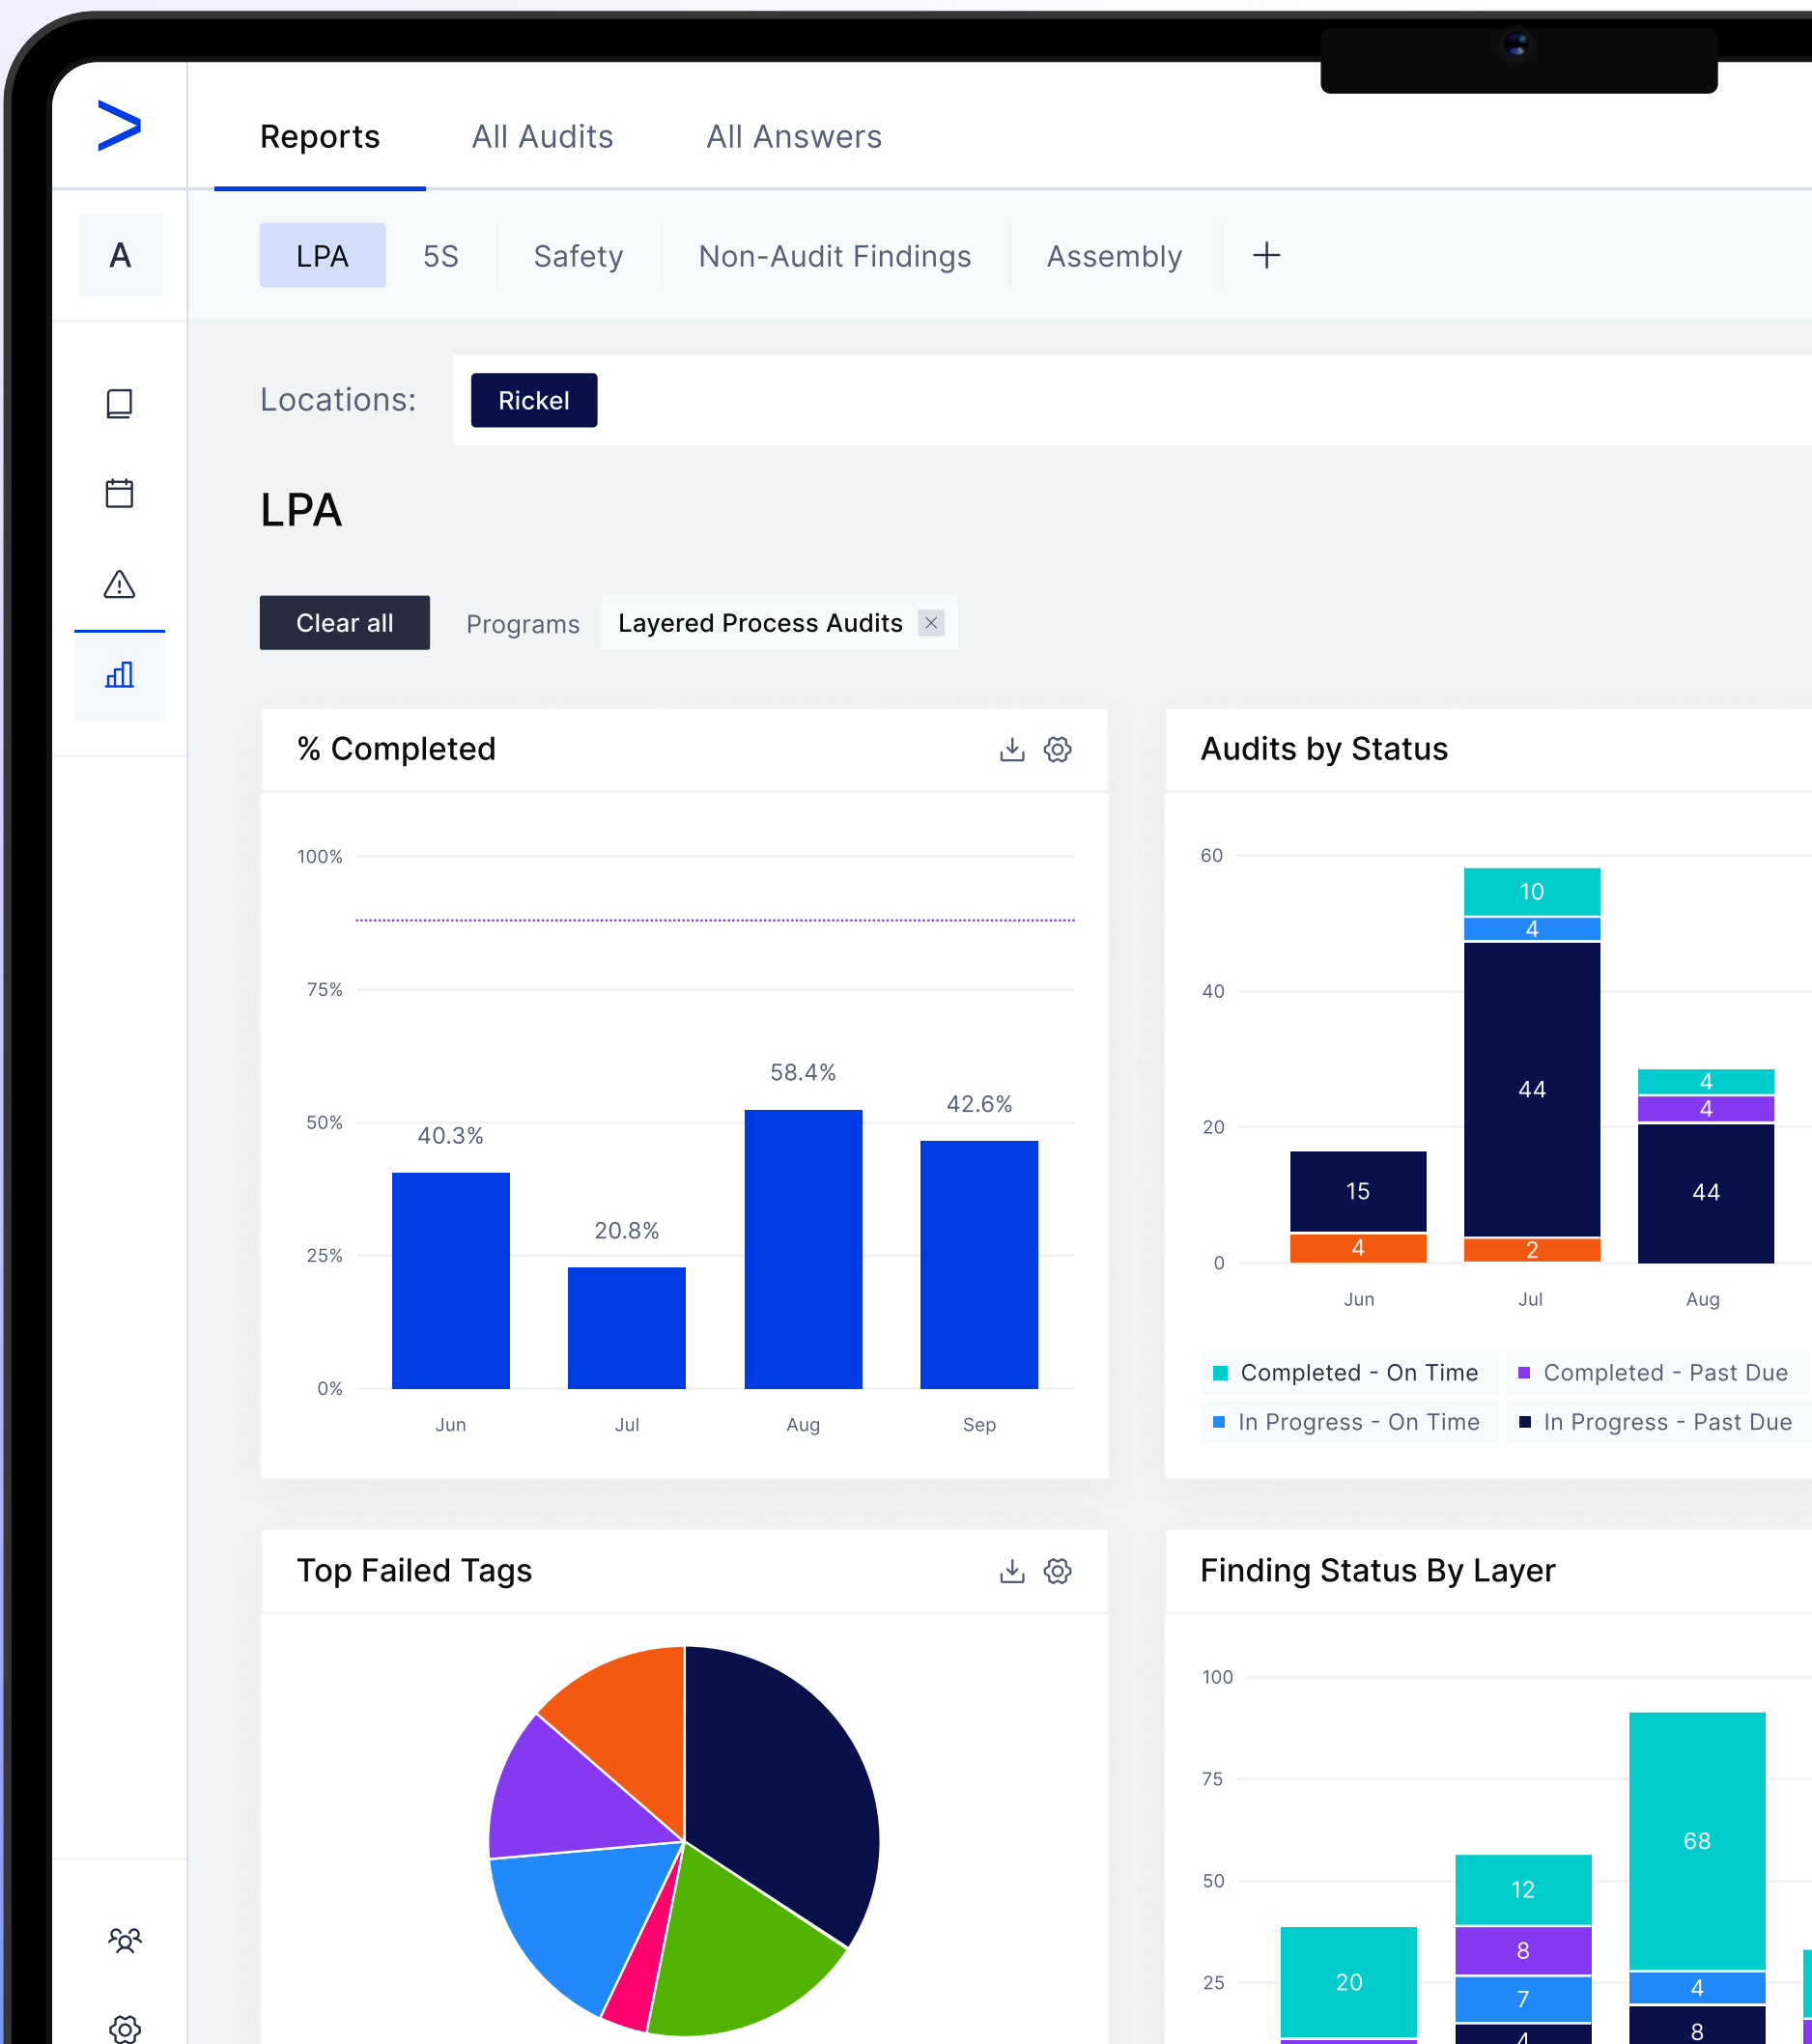 Reports All Audits All Answers
A
LPA 5S Safety Non-Audit Findings Assembly +
Locations: Rickel
LPA
Clear all Programs Layered Process Audits
% Completed
100%
75%
58.4%
42.6%
50%
40.3%
20.8%
25%
0%
Jun Jul Aug Sep
Audits by Status
60
10
4
40
44
4
4
20
15
44
4
2
0
Jun Jul Aug
Completed - On Time Completed - Past Due
In Progress - On Time In Progress - Past Due
Top Failed Tags
Finding Status By Layer
100
75
68
50
12
8
25
20
4
7
8
4